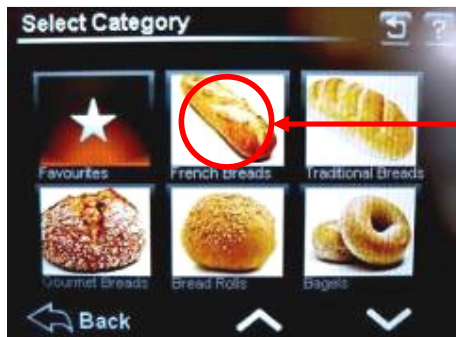 Select Category
?
Favourites
French Breads
Traditional Breads
Gourmet Breads
Bread Rolls
Bagels
Back